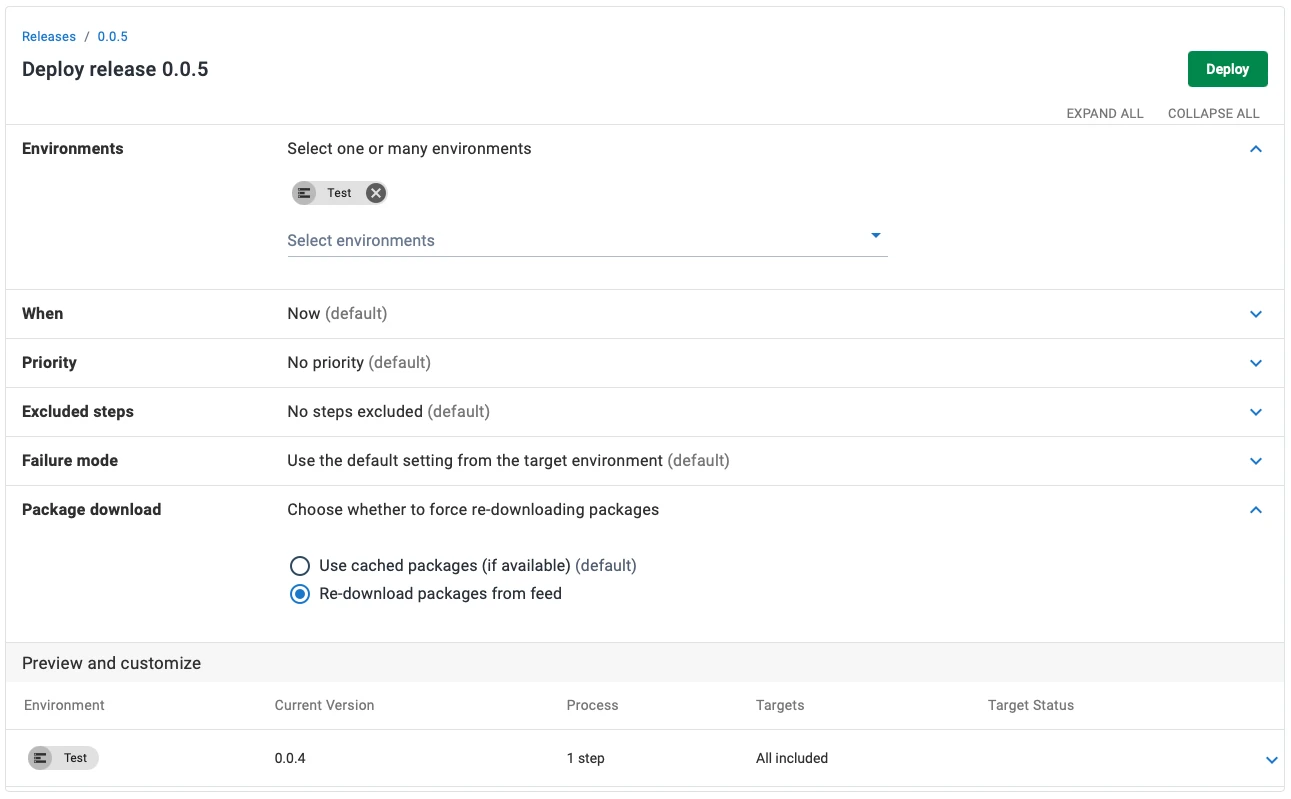 Releases / 0.0.5
Deploy release 0.0.5
Deploy
EXPAND ALL COLLAPSE ALL
Environments Select one or many environments
Test
Select environments
When Now (default)
Priority No priority (default)
Excluded steps No steps excluded (default)
Failure mode Use the default setting from the target environment (default)
Package download Choose whether to force re-downloading packages
Use cached packages (if available) (default)
Re-download packages from feed
Preview and customize
Environment Current Version Process Targets Target Status
Test 0.0.4 1 step All included